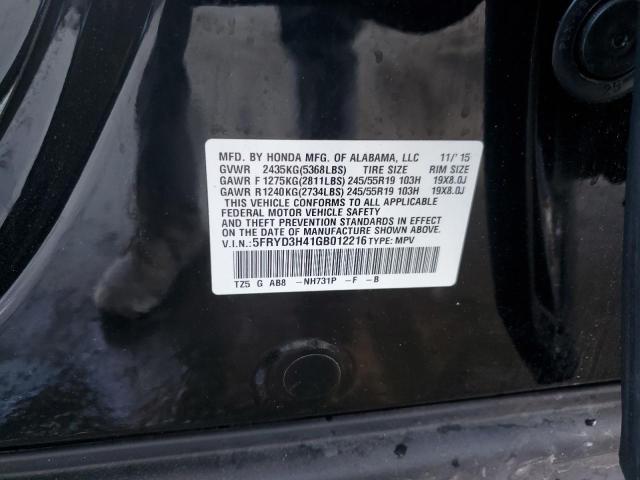 MFD. BY HONDA MFG. OF ALABAMA, LLC 11/'15
GVWR 2435KG(5368LBS) TIRE SIZE RIM SIZE
GAWR F 1275KG(2811LBS) 245/55R19 103H 19X8.0J
GAWR R1240KG(2734LBS) 245/55R19 103H 19X8.0J
THIS VEHICLE CONFORMS TO ALL APPLICABLE
FEDERAL MOTOR VEHICLE SAFETY
AND THEFT PREVENTION STANDARDS IN EFFECT
ON THE DATE OF MANUFACTURE SHOWN ABOVE.
V.I.N.:5FRYD3H41GB012216 TYPE: MPV
TZ5 G AB8 -NH731P -F -B